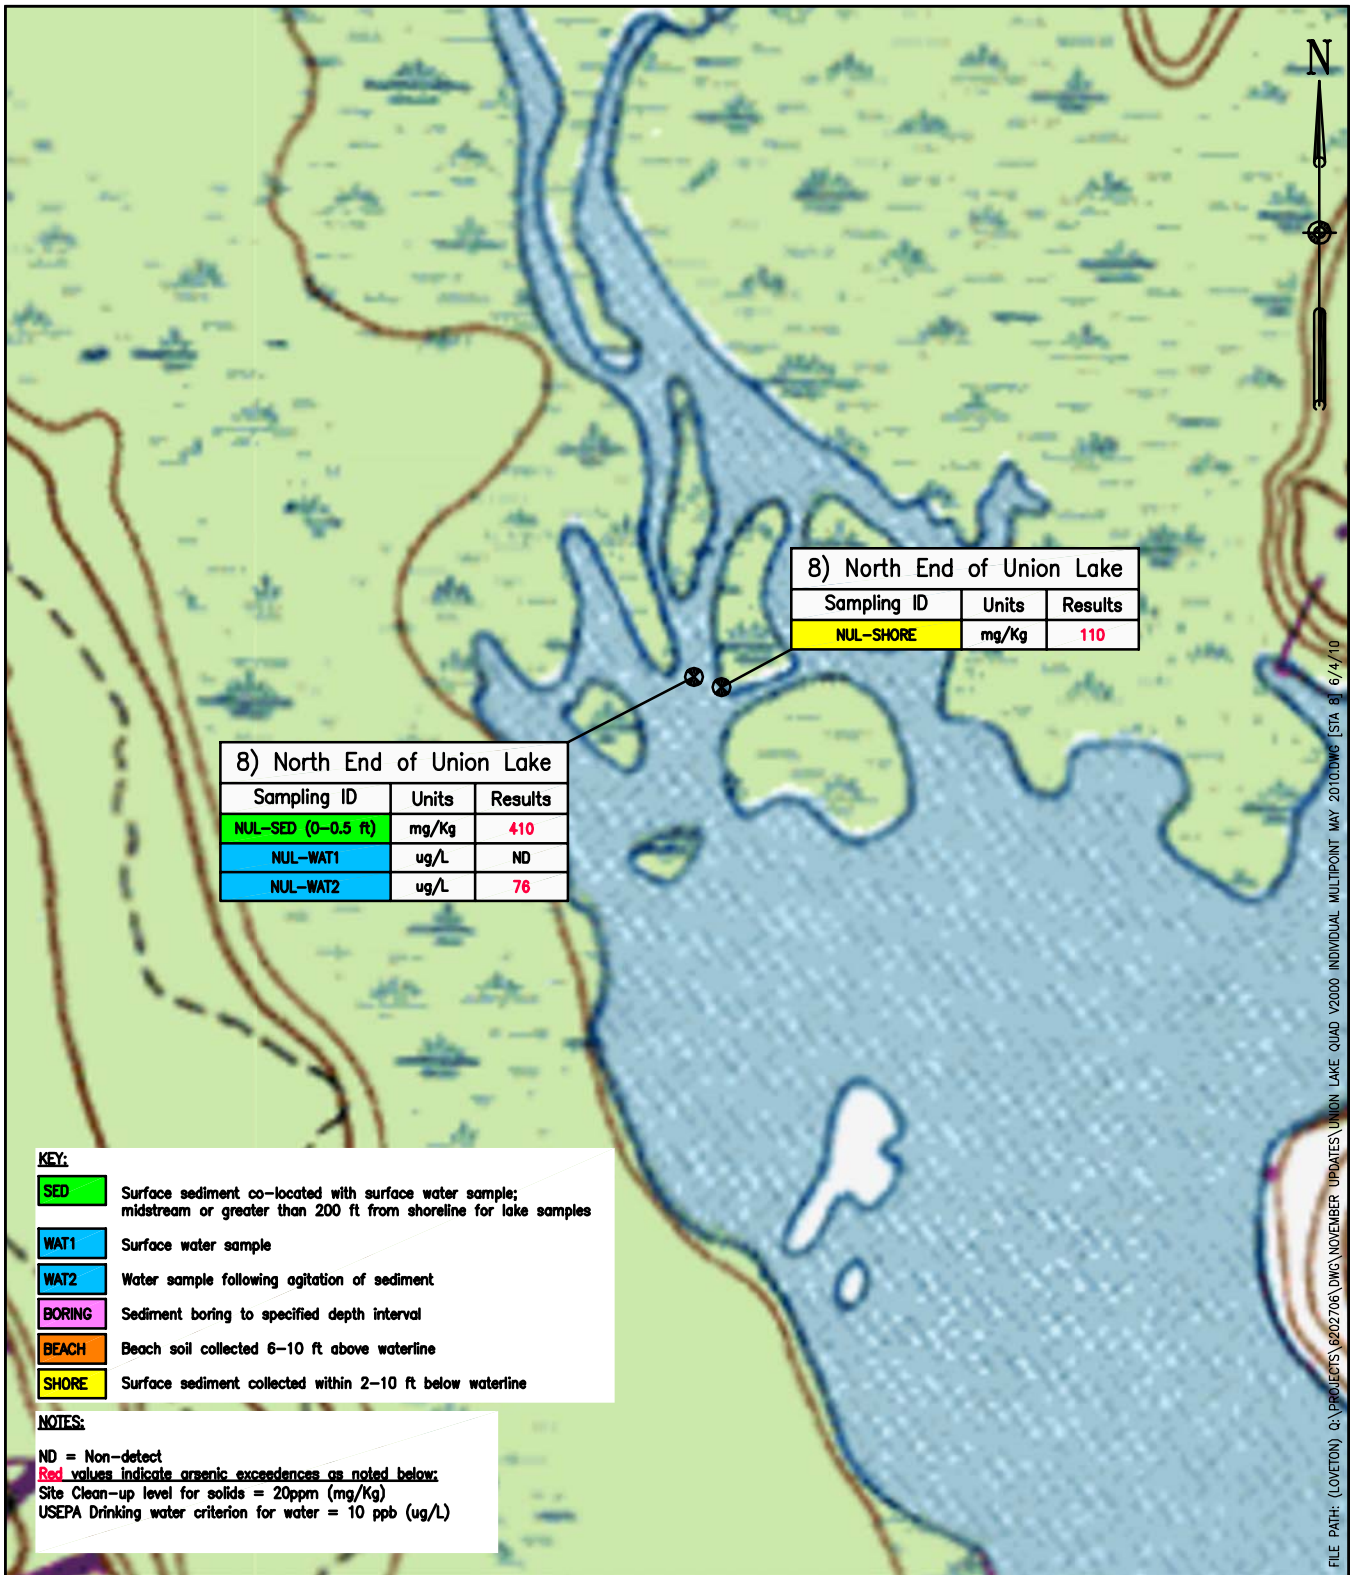 N
8) North End of Union Lake
Sampling ID Units Results
NUL-SHORE mg/Kg 110
8) North End of Union Lake
Sampling ID Units Results
NUL-SED (0-0.5 ft) mg/Kg 410
NUL-WAT1 ug/L ND
NUL-WAT2 ug/L 76
KEY:
SED Surface sediment co-located with surface water sample;
midstream or greater than 200 ft from shoreline for lake samples
WAT1 Surface water sample
WAT2 Water sample following agitation of sediment
BORING Sediment boring to specified depth interval
BEACH Beach soil collected 6-10 ft above waterline
SHORE Surface sediment collected within 2-10 ft below waterline
NOTES:
ND = Non-detect
Red values indicate arsenic exceedences as noted below:
Site Clean-up level for solids = 20ppm (mg/Kg)
USEPA Drinking water criterion for water = 10 ppb (ug/L)
FILE PATH: (LOVETON) Q:\PROJECTS\6202706\DWG\NOVEMBER UPDATES\UNION LAKE QUAD V2000 INDIVIDUAL MULTIPOINT MAY 2010.DWG [STA 8] 6/4/10